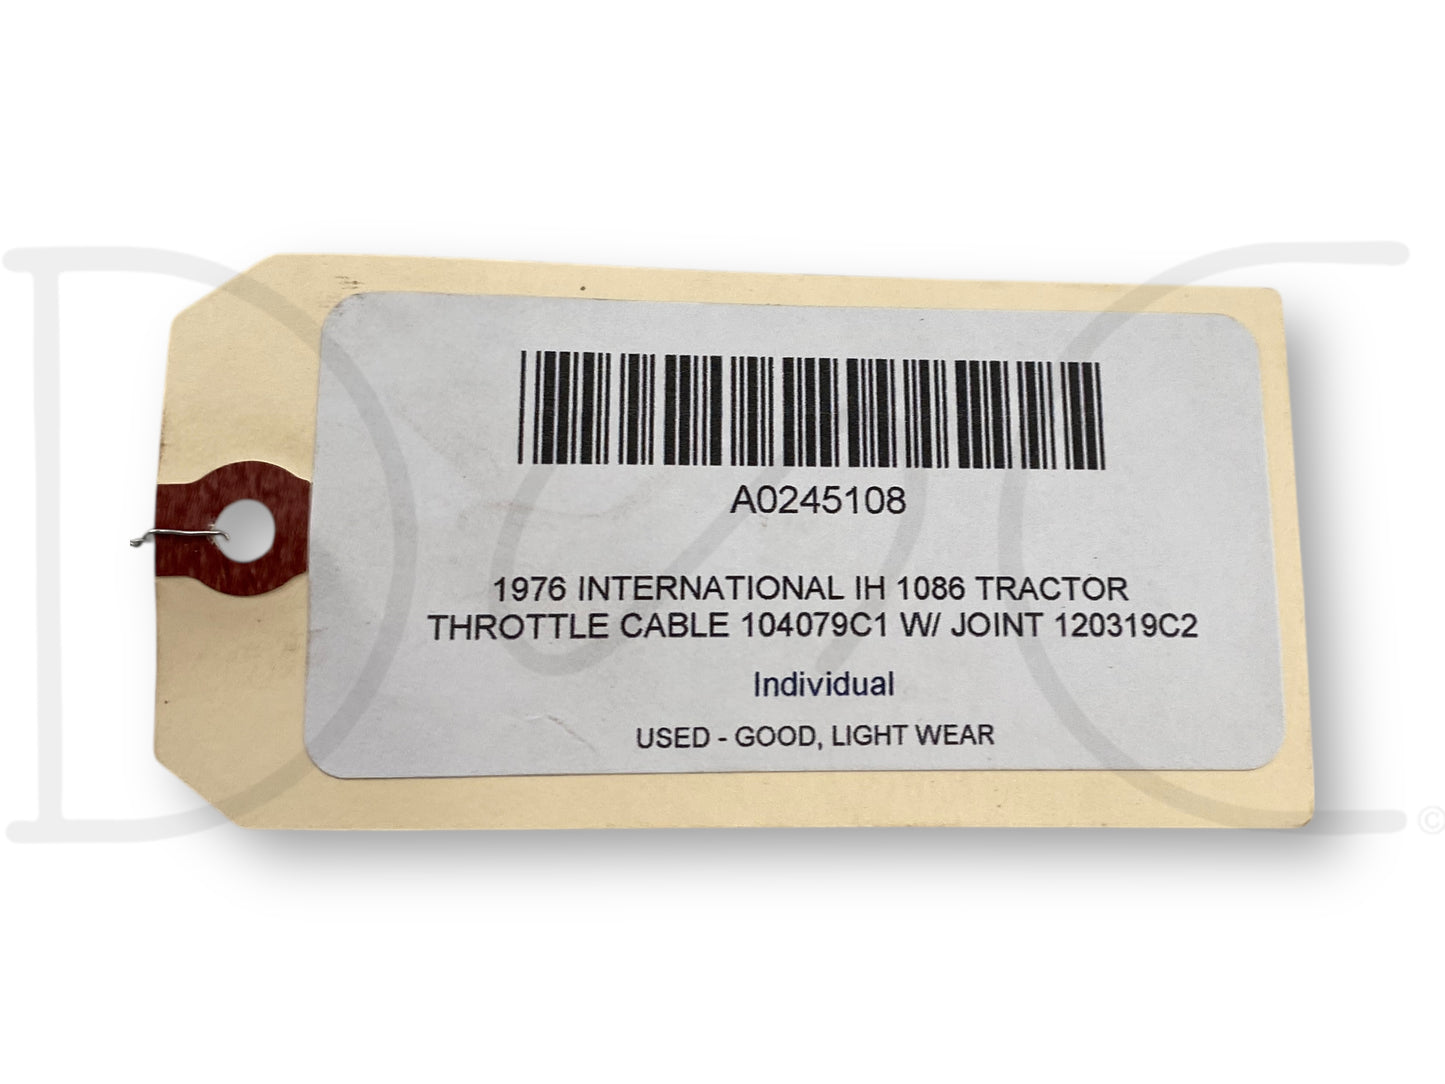 A0245108
1976 INTERNATIONAL IH 1086 TRACTOR
THROTTLE CABLE 104079C1 W/ JOINT 120319C2
Individual
USED - GOOD, LIGHT WEAR
©